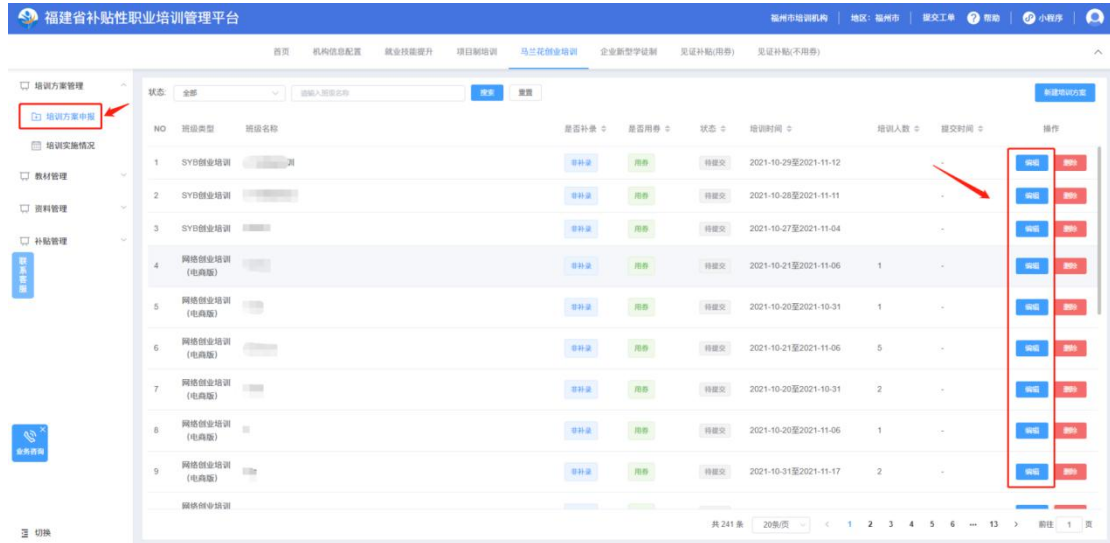 福建省补贴性职业培训管理平台 福州市培训机构 地区: 福州市 提交工单 帮助 小程序
首页 机构信息配置 就业技能提升 项目制培训 马兰花创业培训 企业新型学徒制 见证补贴(用券) 见证补贴(不用券)
培训方案管理
培训方案申报
培训实施情况
教材管理
资料管理
补贴管理
联系客服
业务咨询
切换
状态: 全部 请输入班级名称 搜索 重置 新建培训方案
NO 班级类型 班级名称 是否补录 是否用券 状态 培训时间 培训人数 提交时间 操作
1 SYB创业培训 训 非补录 用券 待提交 2021-10-29至2021-11-12 - 编辑 删除
2 SYB创业培训 非补录 用券 待提交 2021-10-28至2021-11-11 - 编辑 删除
3 SYB创业培训 非补录 用券 待提交 2021-10-27至2021-11-04 - 编辑 删除
4 网络创业培训(电商版) 非补录 用券 待提交 2021-10-21至2021-11-06 1 - 编辑 删除
5 网络创业培训(电商版) 非补录 用券 待提交 2021-10-20至2021-10-31 1 - 编辑 删除
6 网络创业培训(电商版) 非补录 用券 待提交 2021-10-21至2021-11-06 5 - 编辑 删除
7 网络创业培训(电商版) 非补录 用券 待提交 2021-10-20至2021-10-31 2 - 编辑 删除
8 网络创业培训(电商版) 非补录 用券 待提交 2021-10-20至2021-11-06 1 - 编辑 删除
9 网络创业培训(电商版) 非补录 用券 待提交 2021-10-31至2021-11-17 2 - 编辑 删除
网络创业培训
共 241 条 20条/页 < 1 2 3 4 5 6 ... 13 > 前往 1 页